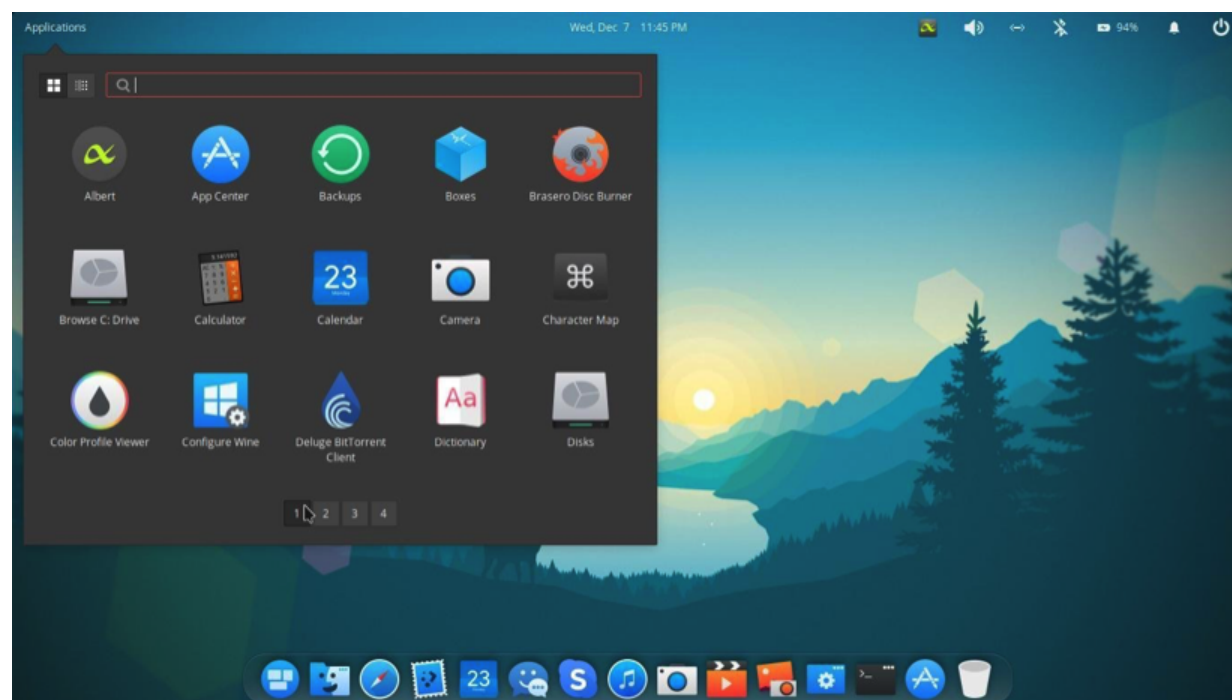 Applications
Wed, Dec 7 11:45 PM
94%
Albert
App Center
Backups
Boxes
Brasero Disc Burner
Browse C: Drive
Calculator
23
Calendar
Camera
Character Map
Color Profile Viewer
Configure Wine
Deluge BitTorrent
Client
Aa
Dictionary
Disks
1 2 3 4
23
S
>_